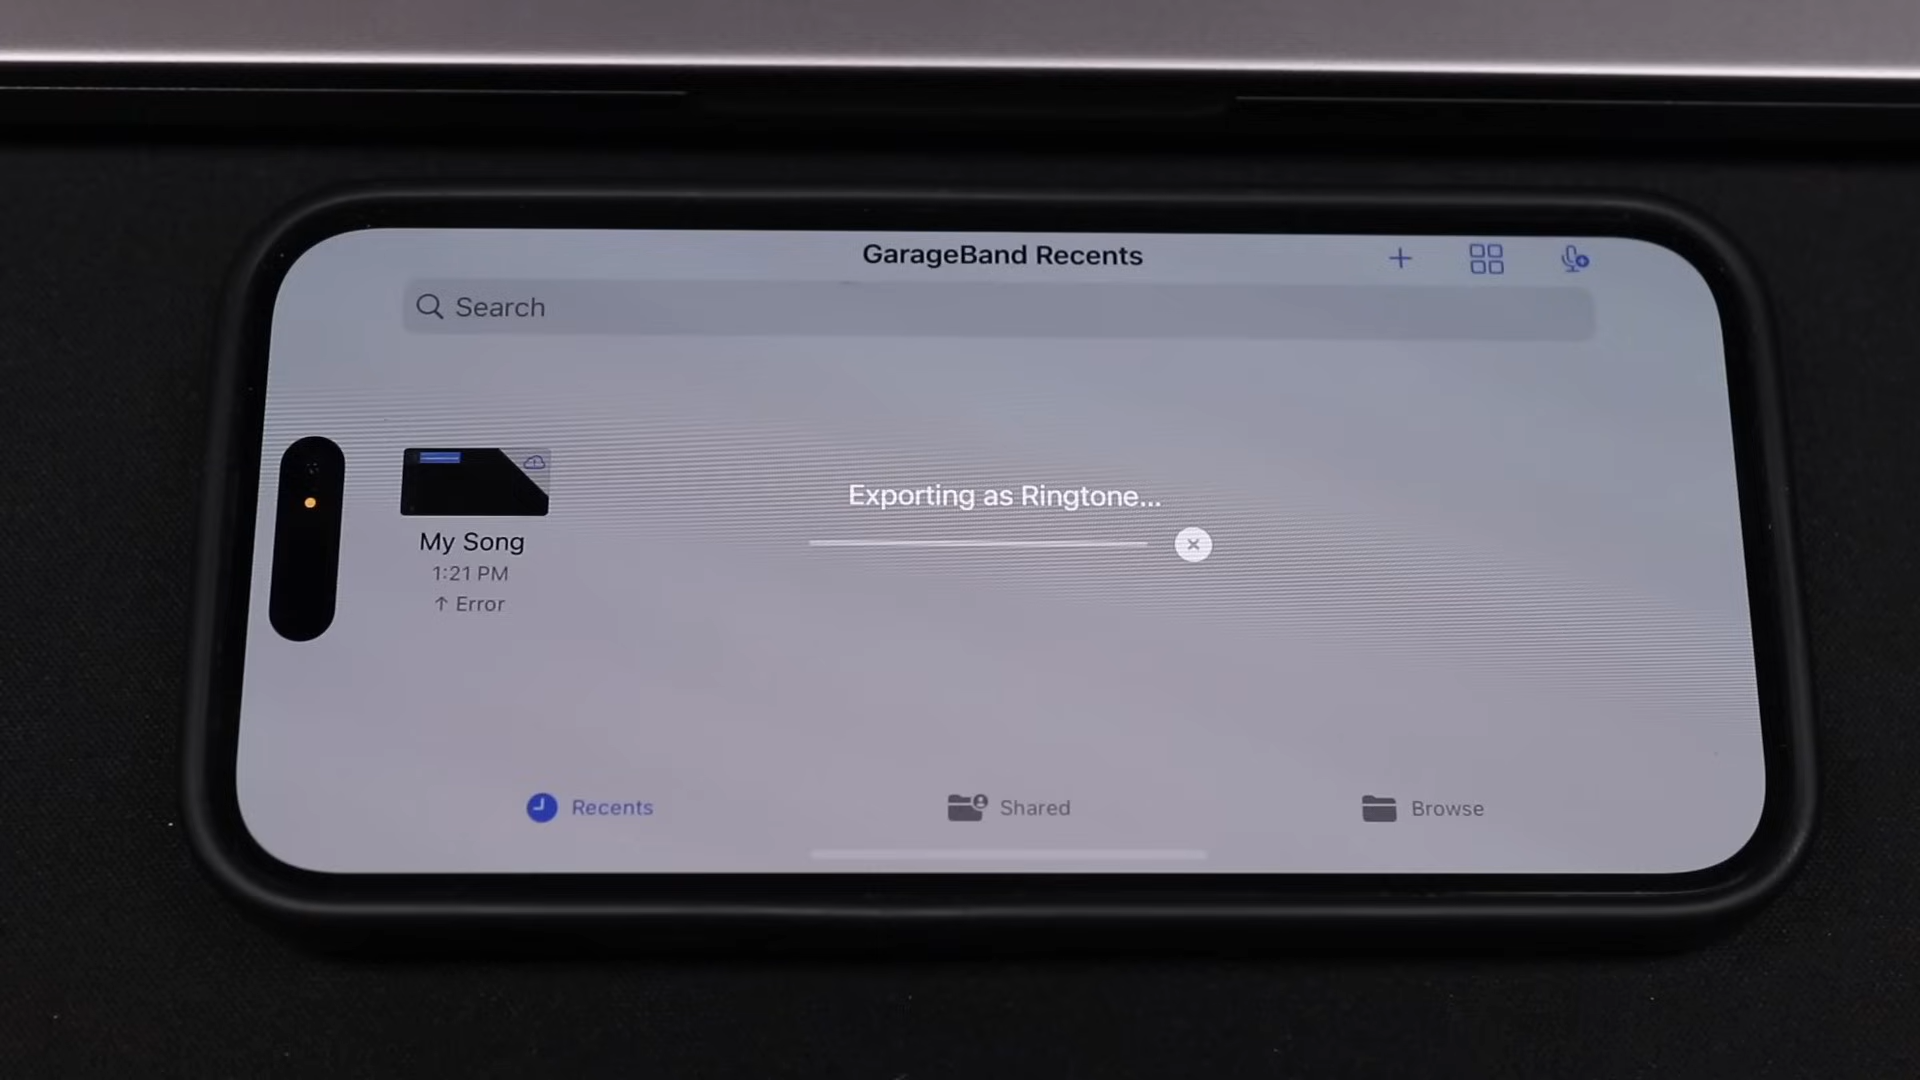 GarageBand Recents
Search
Exporting as Ringtone...
My Song
1:21 PM
↑ Error
Recents
Shared
Browse